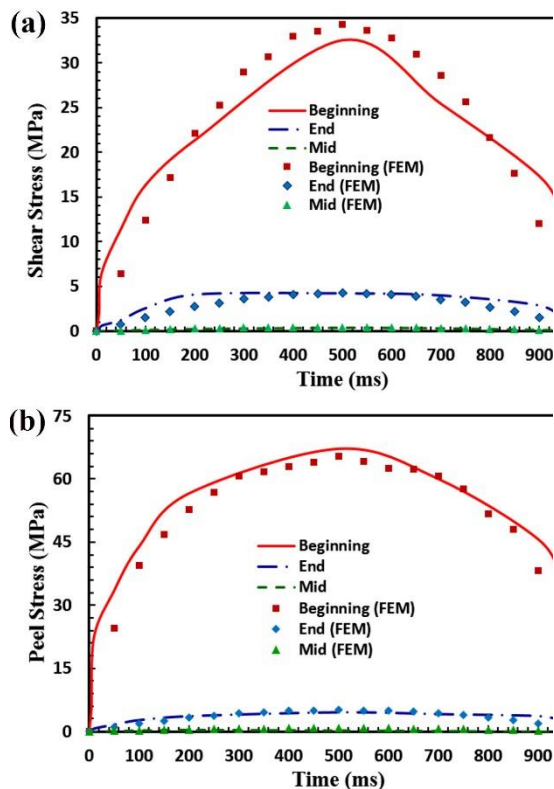 (a)
Shear Stress (MPa)
35
30
25
20
15
10
5
0
Beginning
End
Mid
Beginning (FEM)
End (FEM)
Mid (FEM)
0 100 200 300 400 500 600 700 800 900
Time (ms)
(b)
Peel Stress (MPa)
75
60
45
30
15
0
Beginning
End
Mid
Beginning (FEM)
End (FEM)
Mid (FEM)
0 100 200 300 400 500 600 700 800 900
Time (ms)